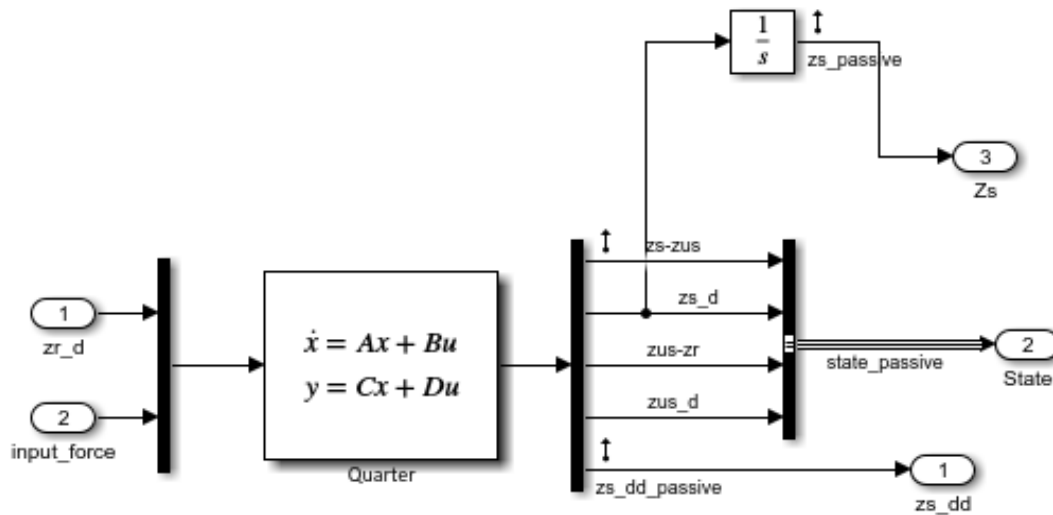 1
s
zs_passive
3
Zs
zs-zus
1
zr_d
ẋ = Ax + Bu
y = Cx + Du
zs_d
zus-zr
state_passive
2
State
2
input_force
Quarter
zus_d
zs_dd_passive
1
zs_dd